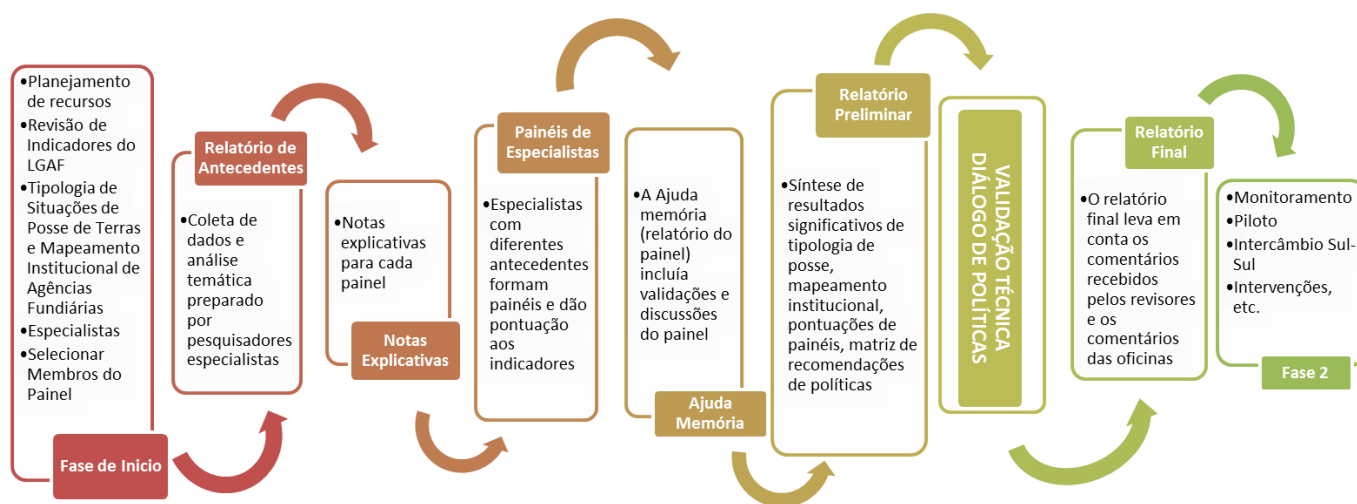 •Planejamento
de recursos
•Revisão de
Indicadores do
LGAF
•Tipologia de
Situações de
Posse de Terras
e Mapeamento
Institucional de
Agências
Fundiárias
•Especialistas
•Selecionar
Membros do
Painel
Fase de Inicio
Relatório de
Antecedentes
•Coleta de
dados e
análise
temática
preparado
por
pesquisadores
especialistas
•Notas
explicativas
para cada
painel
Notas
Explicativas
Painéis de
Especialistas
•Especialistas
com
diferentes
antecedentes
formam
painéis e dão
pontuação
aos
indicadores
•A Ajuda
memória
(relatório do
painel)
incluía
validações e
discussões
do painel
Ajuda
Memória
Relatório
Preliminar
•Síntese de
resultados
significativos de
tipologia de
posse,
mapeamento
institucional,
pontuações de
painéis, matriz de
recomendações
de políticas
VALIDAÇÃO TÉCNICA
DIÁLOGO DE POLÍTICAS
Relatório
Final
•O relatório
final leva em
conta os
comentários
recebidos
pelos revisores
e os
comentários
das oficinas
•Monitoramento
•Piloto
•Intercâmbio Sul-
Sul
•Intervenções,
etc.
Fase 2